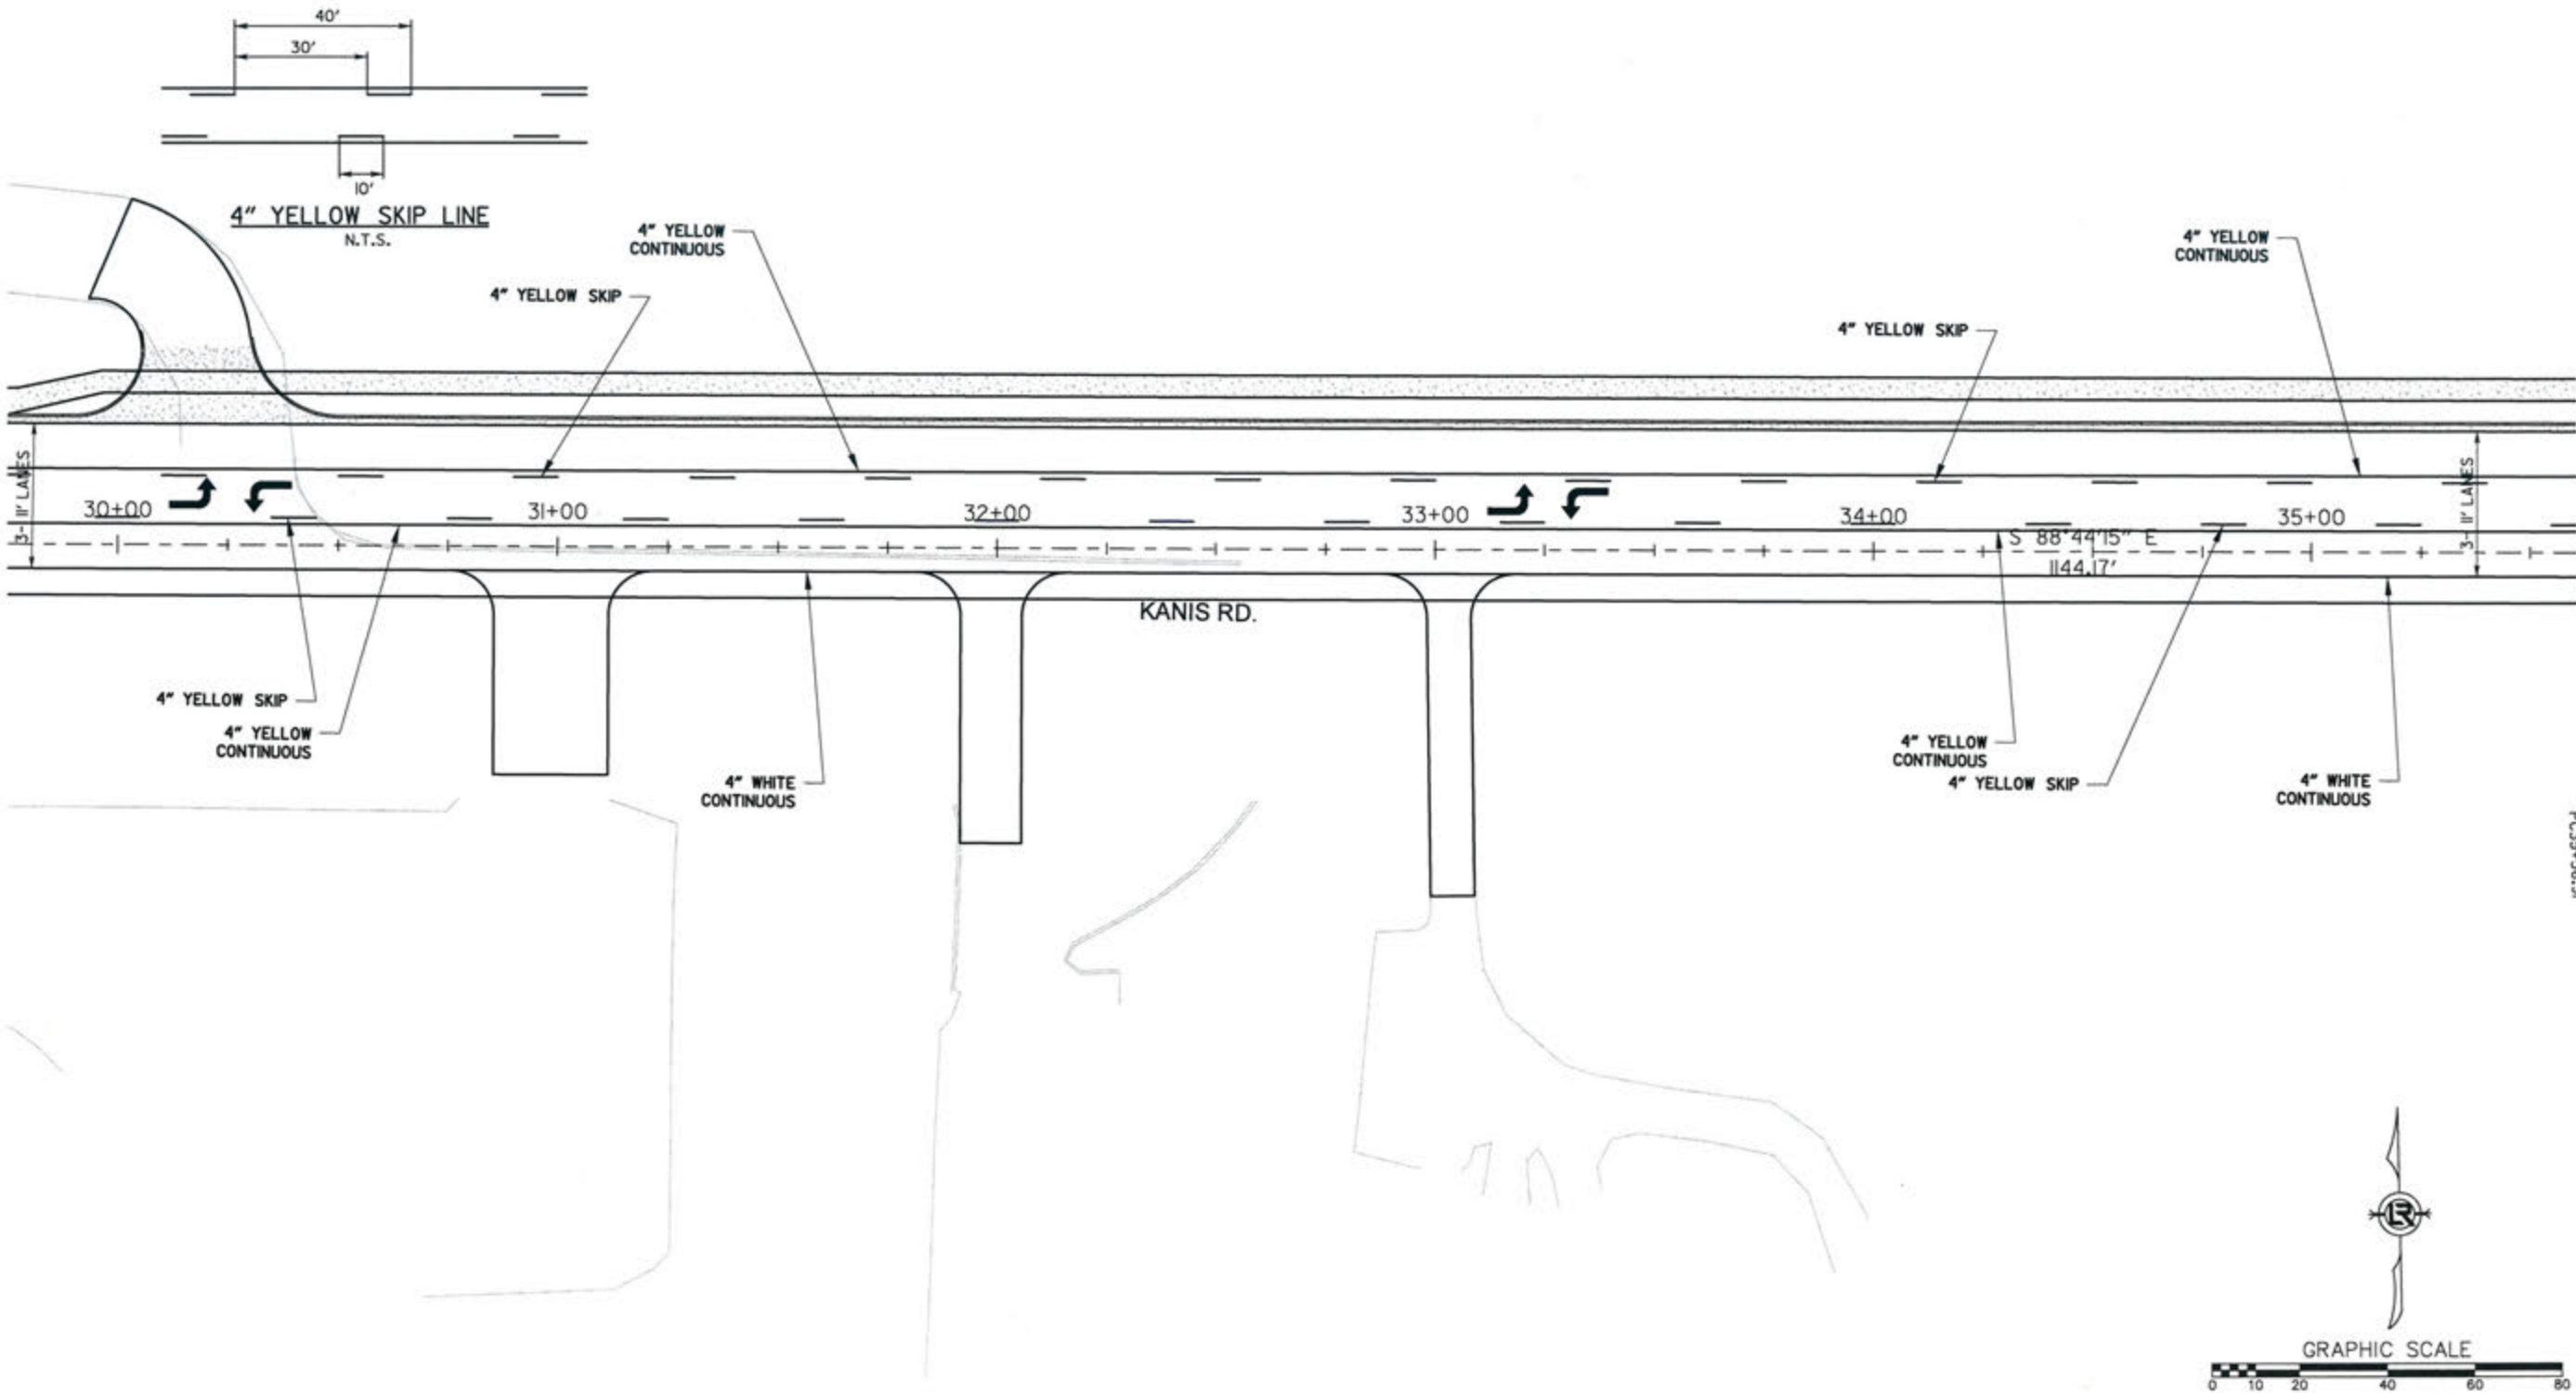 40'
30'
10'
4" YELLOW SKIP LINE
N.T.S.
4" YELLOW
CONTINUOUS
4" YELLOW SKIP
4" YELLOW
CONTINUOUS
4" YELLOW SKIP
3- 11' LANES
30+00
31+00
32+00
33+00
34+00
35+00
3- 11' LANES
S 88°44'15" E
1144.17'
KANIS RD.
4" YELLOW SKIP
4" YELLOW
CONTINUOUS
4" WHITE
CONTINUOUS
4" YELLOW
CONTINUOUS
4" YELLOW SKIP
4" WHITE
CONTINUOUS
LR
GRAPHIC SCALE
0 10 20 40 60 80